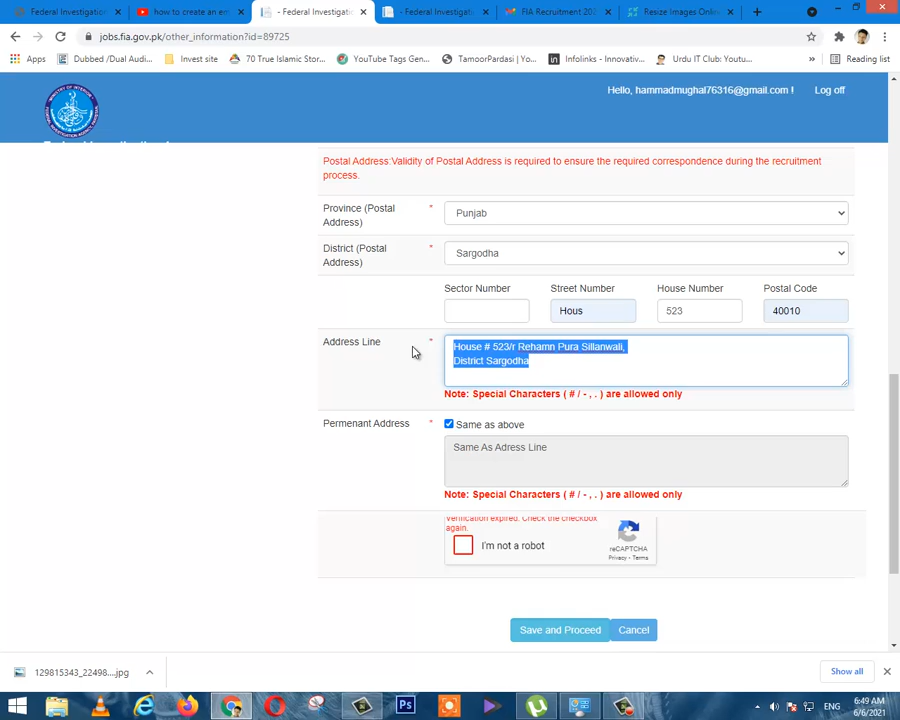 - Federal Investigatio
how to create an em
- Federal Investigatio
- Federal Investigatio
FIA Recruitment 202
Resize Images Onlin
jobs.fia.gov.pk/other_information?id=89725
Apps
Dubbed /Dual Audi...
Invest site
70 True Islamic Stor...
YouTube Tags Gen...
TamoorPardasi | Yo...
Infolinks - Innovativ...
Urdu IT Club: Youtu...
»
Reading list
Hello, hammadmughal76316@gmail.com !
Log off
Postal Address:Validity of Postal Address is required to ensure the required correspondence during the recruitment
process.
Province (Postal
Address)
*
Punjab
District (Postal
Address)
*
Sargodha
Sector Number
Street Number
House Number
Postal Code
Hous
523
40010
Address Line
*
House # 523/r Rehamn Pura Sillanwali,
District Sargodha
Note: Special Characters ( # / - , . ) are allowed only
Permenant Address
*
Same as above
Same As Adress Line
Note: Special Characters ( # / - , . ) are allowed only
Verification expired. Check the checkbox
again.
I'm not a robot
reCAPTCHA
Privacy - Terms
Save and Proceed
Cancel
129815343_22498....jpg
Show all
Ps
ENG
6:49 AM
6/6/2021